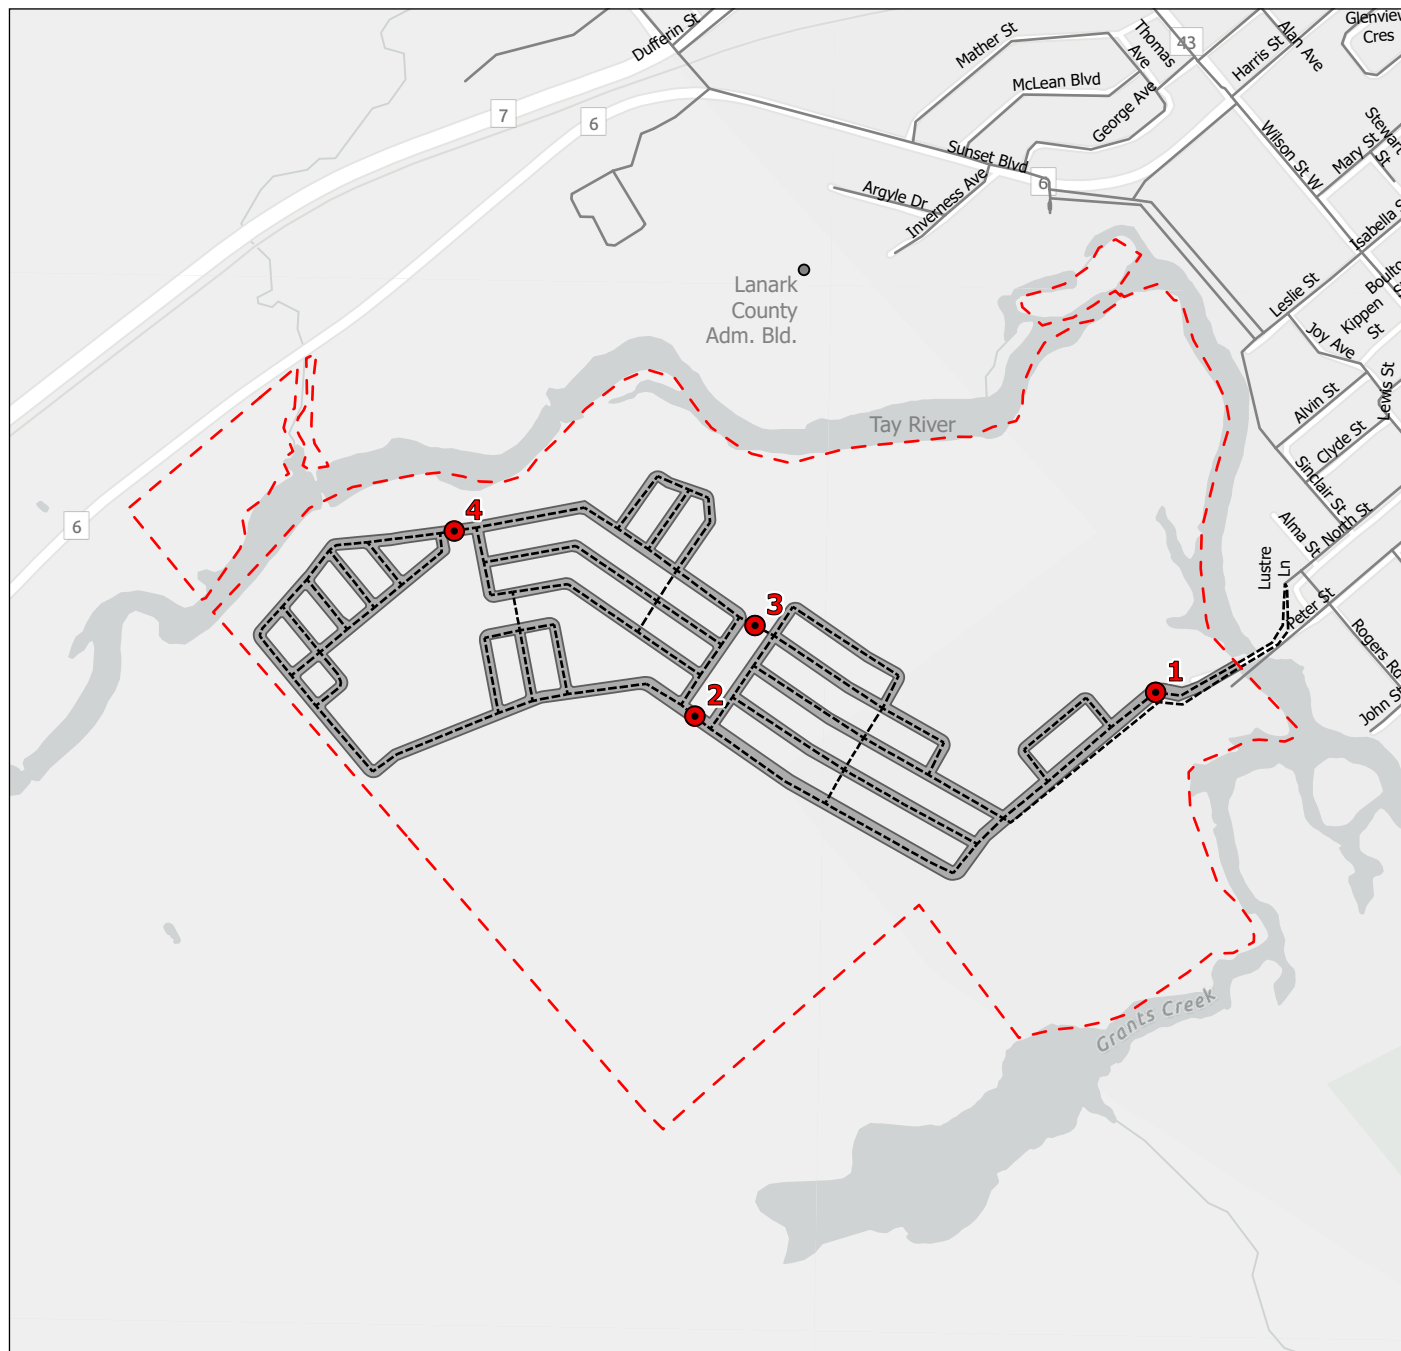 Dufferin St
7
6
Mather St
McLean Blvd
Thomas
Ave
George Ave
43
Harris St
Alan Ave
Glenview
Cres
Stewart
St
Mary St
Wilson St W
Sunset Blvd
6
Argyle Dr
Inverness Ave
Isabella S
Boulto
Kippen
St
Leslie St
Joy Ave
Lewis St
Alvin St
Clyde St
Sinclair St
North St
Alma St
Lustre
Ln
Peter St
Rogers Rd
John St
Lanark
County
Adm. Bld.
Tay River
6
4
3
2
1
Grants Creek